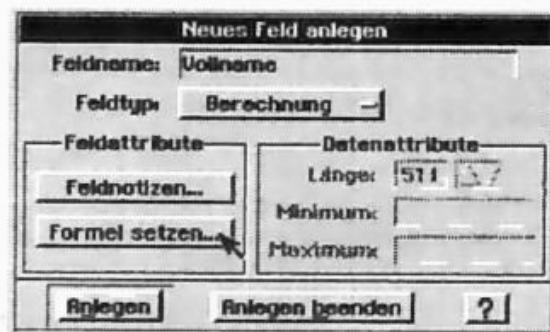 Neues Feld anlegen
Feldname: Vollname
Feldtyp: Berechnung
Feldattribute
Feldnotizen...
Formel setzen...
Datenattribute
Länge: 511
Minimum:
Maximum:
Anlegen Anlegen beenden ?